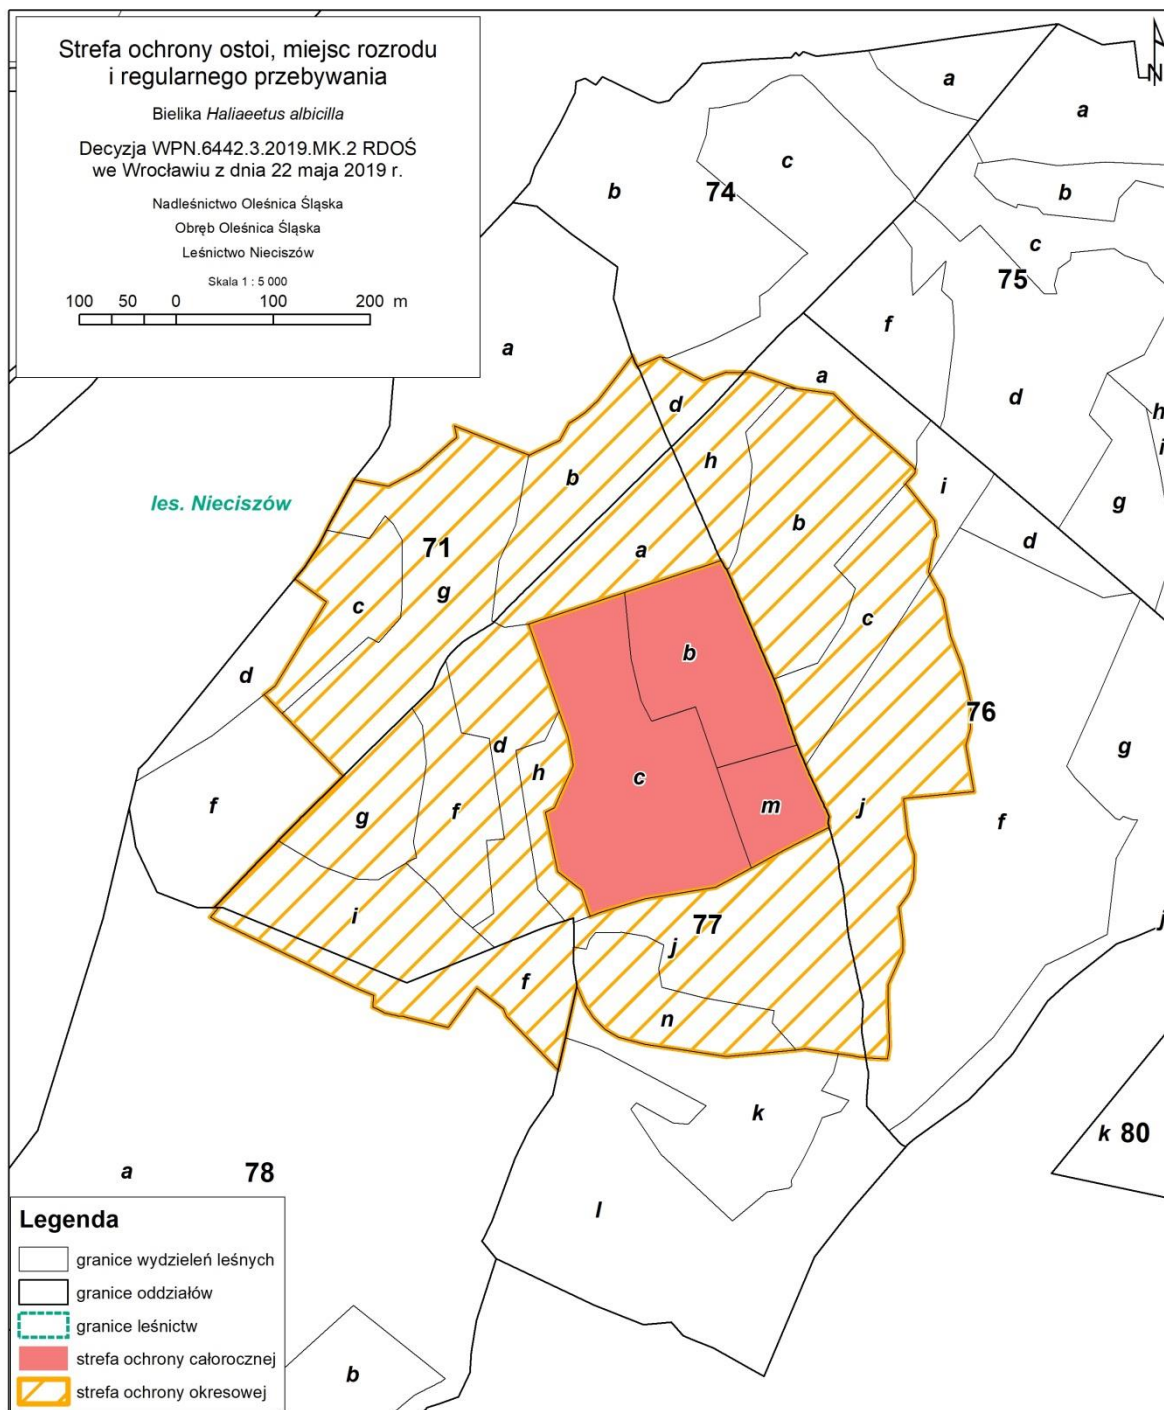 Strefa ochrony ostoi, miejsc rozrodu
i regularnego przebywania
Bielika Haliaeetus albicilla
Decyzja WPN.6442.3.2019.MK.2 RDOŚ
we Wrocławiu z dnia 22 maja 2019 r.
Nadleśnictwo Oleśnica Śląska
Obręb Oleśnica Śląska
Leśnictwo Nieciszów
Skala 1 : 5 000
100 50 0 100 200 m
N
a
a
c
b
74
b
c
75
f
a
a
d
d
h
h
i
b
i
g
b
les. Nieciszów
71
a
d
g
c
c
b
d
76
d
g
h
c
m
g
f
j
f
f
i
77
j
j
f
n
k
k 80
a
78
l
b
Legenda
granice wydzieleń leśnych
granice oddziałów
granice leśnictw
strefa ochrony całorocznej
strefa ochrony okresowej